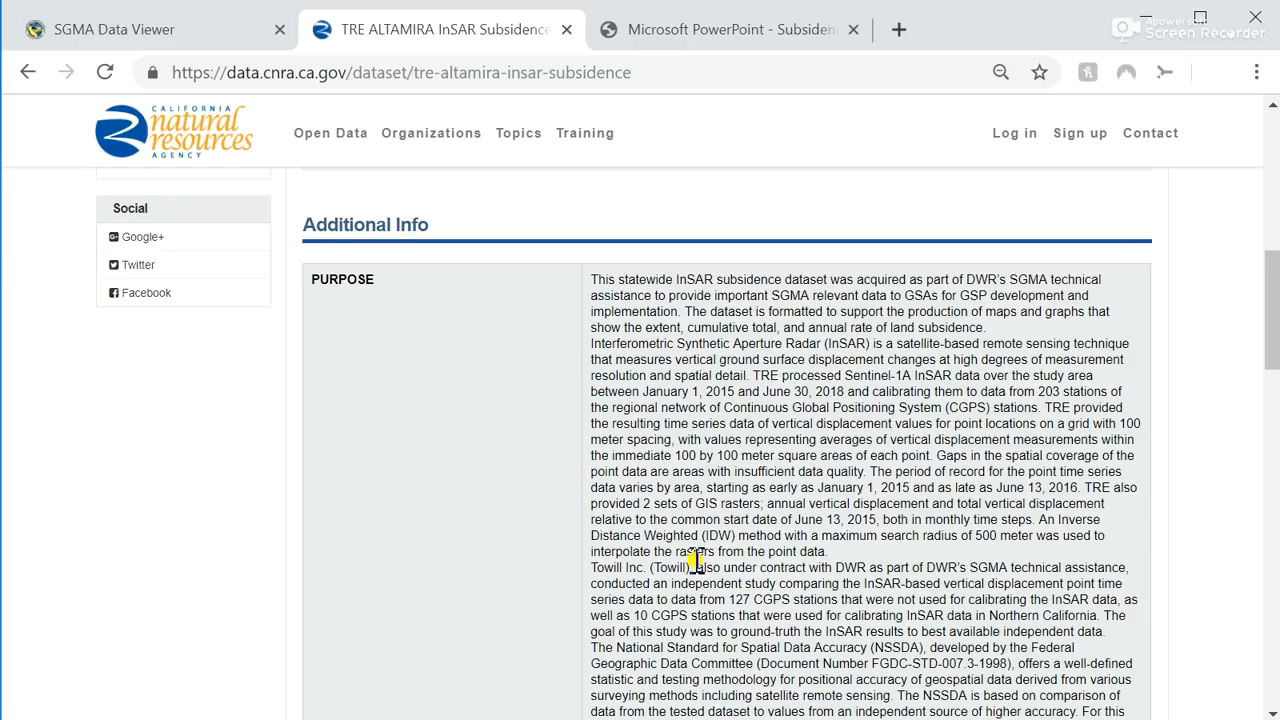 SGMA Data Viewer
TRE ALTAMIRA InSAR Subsidence
Microsoft PowerPoint - Subsiden
Apowersoft
Screen Recorder
https://data.cnra.ca.gov/dataset/tre-altamira-insar-subsidence
CALIFORNIA
natural
resources
AGENCY
Open Data Organizations Topics Training
Log in Sign up Contact
Social
Google+
Twitter
Facebook
Additional Info
PURPOSE
This statewide InSAR subsidence dataset was acquired as part of DWR's SGMA technical
assistance to provide important SGMA relevant data to GSAs for GSP development and
implementation. The dataset is formatted to support the production of maps and graphs that
show the extent, cumulative total, and annual rate of land subsidence.
Interferometric Synthetic Aperture Radar (InSAR) is a satellite-based remote sensing technique
that measures vertical ground surface displacement changes at high degrees of measurement
resolution and spatial detail. TRE processed Sentinel-1A InSAR data over the study area
between January 1, 2015 and June 30, 2018 and calibrating them to data from 203 stations of
the regional network of Continuous Global Positioning System (CGPS) stations. TRE provided
the resulting time series data of vertical displacement values for point locations on a grid with 100
meter spacing, with values representing averages of vertical displacement measurements within
the immediate 100 by 100 meter square areas of each point. Gaps in the spatial coverage of the
point data are areas with insufficient data quality. The period of record for the point time series
data varies by area, starting as early as January 1, 2015 and as late as June 13, 2016. TRE also
provided 2 sets of GIS rasters; annual vertical displacement and total vertical displacement
relative to the common start date of June 13, 2015, both in monthly time steps. An Inverse
Distance Weighted (IDW) method with a maximum search radius of 500 meter was used to
interpolate the rasters from the point data.
Towill Inc. (Towill), also under contract with DWR as part of DWR's SGMA technical assistance,
conducted an independent study comparing the InSAR-based vertical displacement point time
series data to data from 127 CGPS stations that were not used for calibrating the InSAR data, as
well as 10 CGPS stations that were used for calibrating InSAR data in Northern California. The
goal of this study was to ground-truth the InSAR results to best available independent data.
The National Standard for Spatial Data Accuracy (NSSDA), developed by the Federal
Geographic Data Committee (Document Number FGDC-STD-007.3-1998), offers a well-defined
statistic and testing methodology for positional accuracy of geospatial data derived from various
surveying methods including satellite remote sensing. The NSSDA is based on comparison of
data from the tested dataset to values from an independent source of higher accuracy. For this